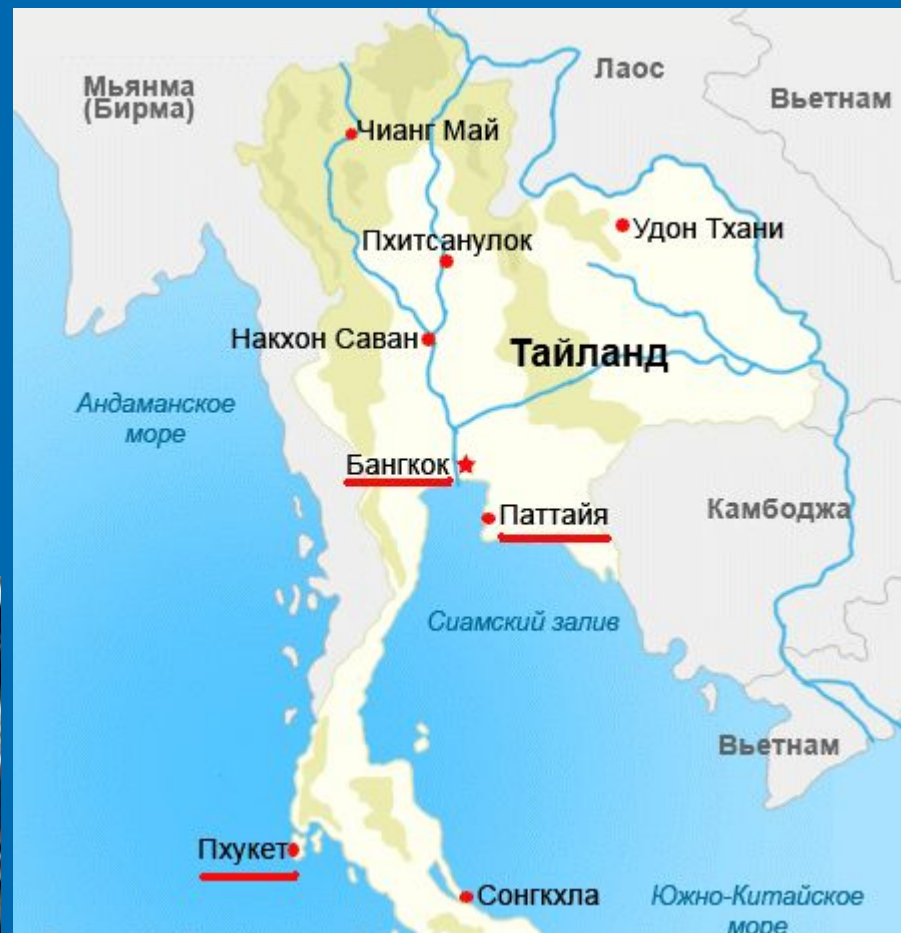 Лаос
Мьянма
(Бирма)
Вьетнам
Чианг Май
Удон Тхани
Пхитсанулок
Накхон Саван
Тайланд
Андаманское
море
Бангкок
Паттайя
Камбоджа
Сиамский залив
Вьетнам
Пхукет
Сонгкхла
Южно-Китайское
море